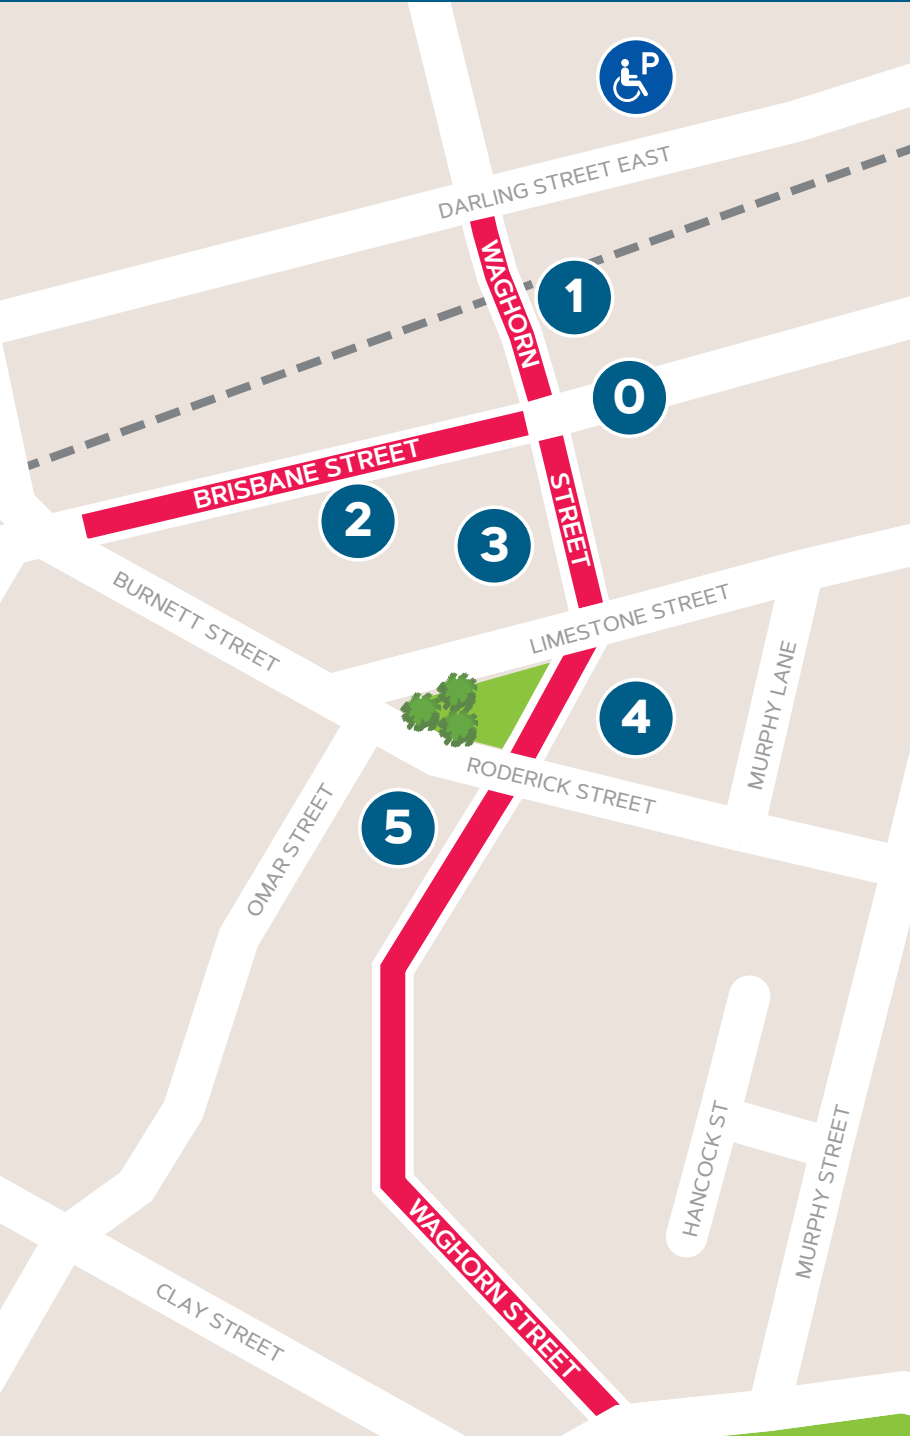 P
DARLING STREET EAST
WAGHORN
1
0
BRISBANE STREET
2
STREET
3
BURNETT STREET
LIMESTONE STREET
MURPHY LANE
4
RODERICK STREET
5
OMAR STREET
HANCOCK ST
MURPHY STREET
WAGHORN STREET
CLAY STREET